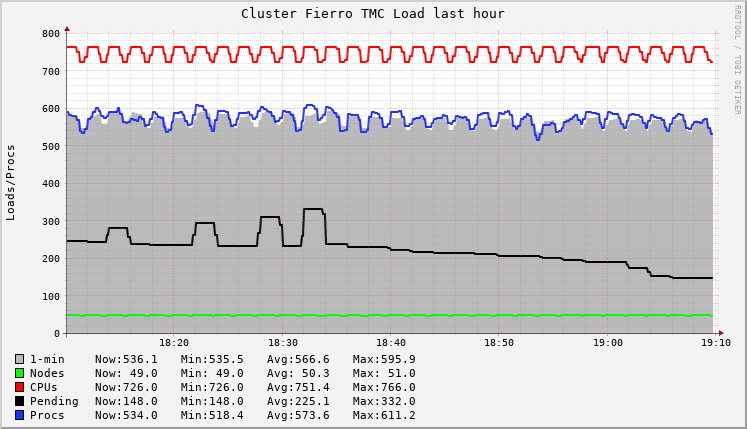 Cluster Fierro TMC Load last hour
RRDTOOL / TOBI OETIKER
Loads/Procs
800
700
600
500
400
300
200
100
0
18:20 18:30 18:40 18:50 19:00 19:10
1-min Now:536.1 Min:535.5 Avg:566.6 Max:595.9
Nodes Now: 49.0 Min: 49.0 Avg: 50.3 Max: 51.0
CPUs Now:726.0 Min:726.0 Avg:751.4 Max:766.0
Pending Now:148.0 Min:148.0 Avg:225.1 Max:332.0
Procs Now:534.0 Min:518.4 Avg:573.6 Max:611.2